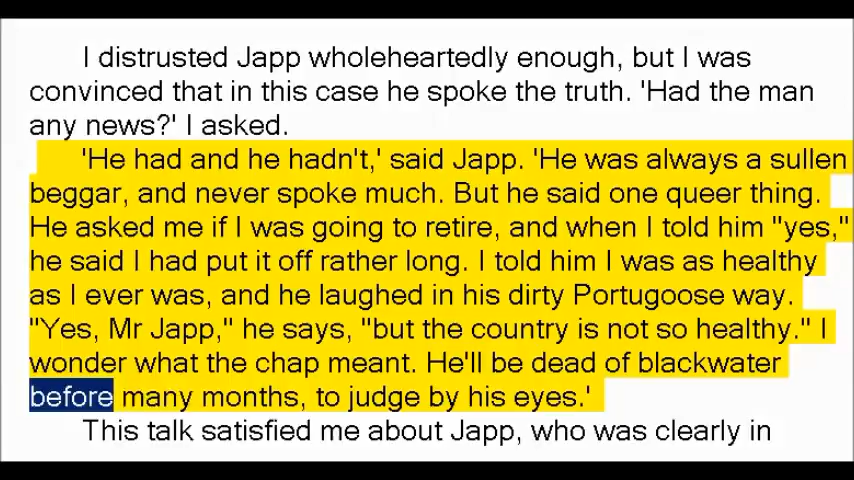 I distrusted Japp wholeheartedly enough, but I was
convinced that in this case he spoke the truth. 'Had the man
any news?' I asked.
'He had and he hadn't,' said Japp. 'He was always a sullen
beggar, and never spoke much. But he said one queer thing.
He asked me if I was going to retire, and when I told him "yes,"
he said I had put it off rather long. I told him I was as healthy
as I ever was, and he laughed in his dirty Portugoose way.
"Yes, Mr Japp," he says, "but the country is not so healthy." I
wonder what the chap meant. He'll be dead of blackwater
before many months, to judge by his eyes.'
This talk satisfied me about Japp, who was clearly in